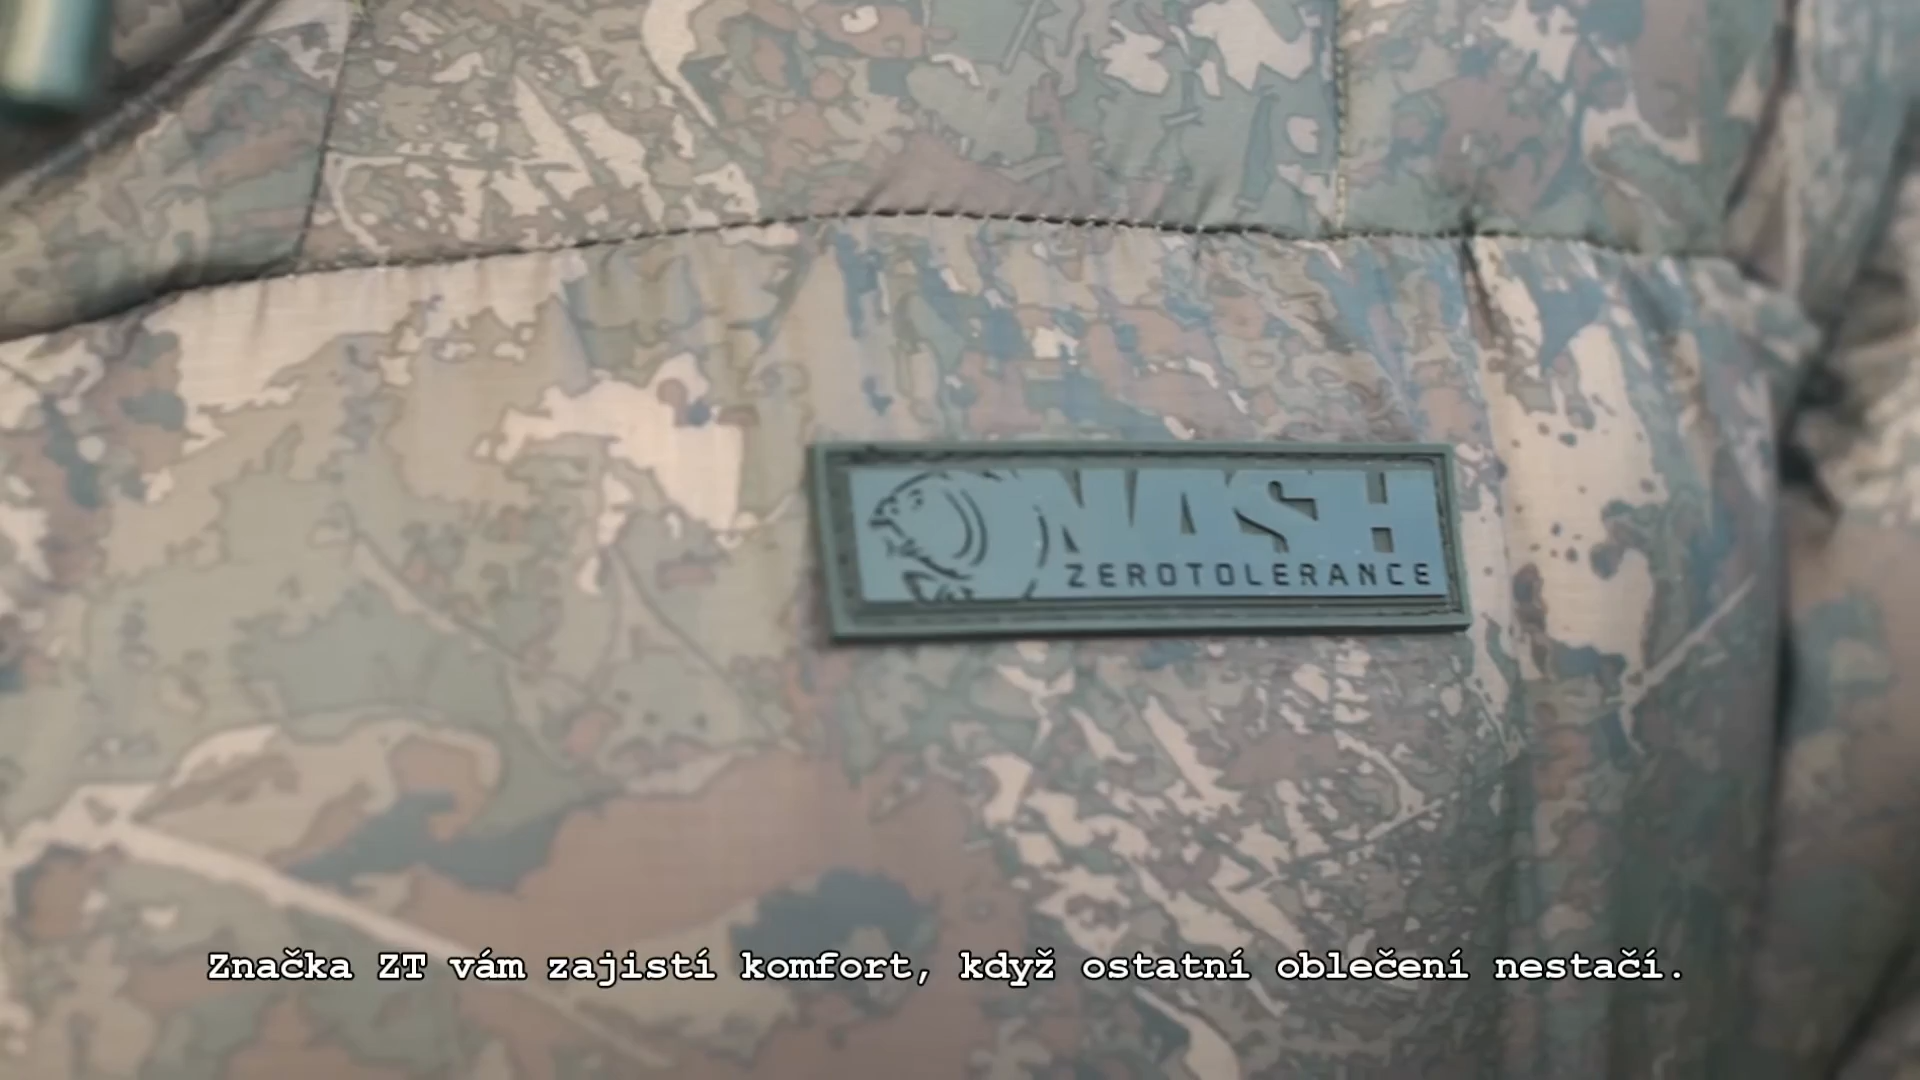 NASH
ZEROTOLERANCE
Značka ZT vám zajistí komfort, když ostatní oblečení nestačí.